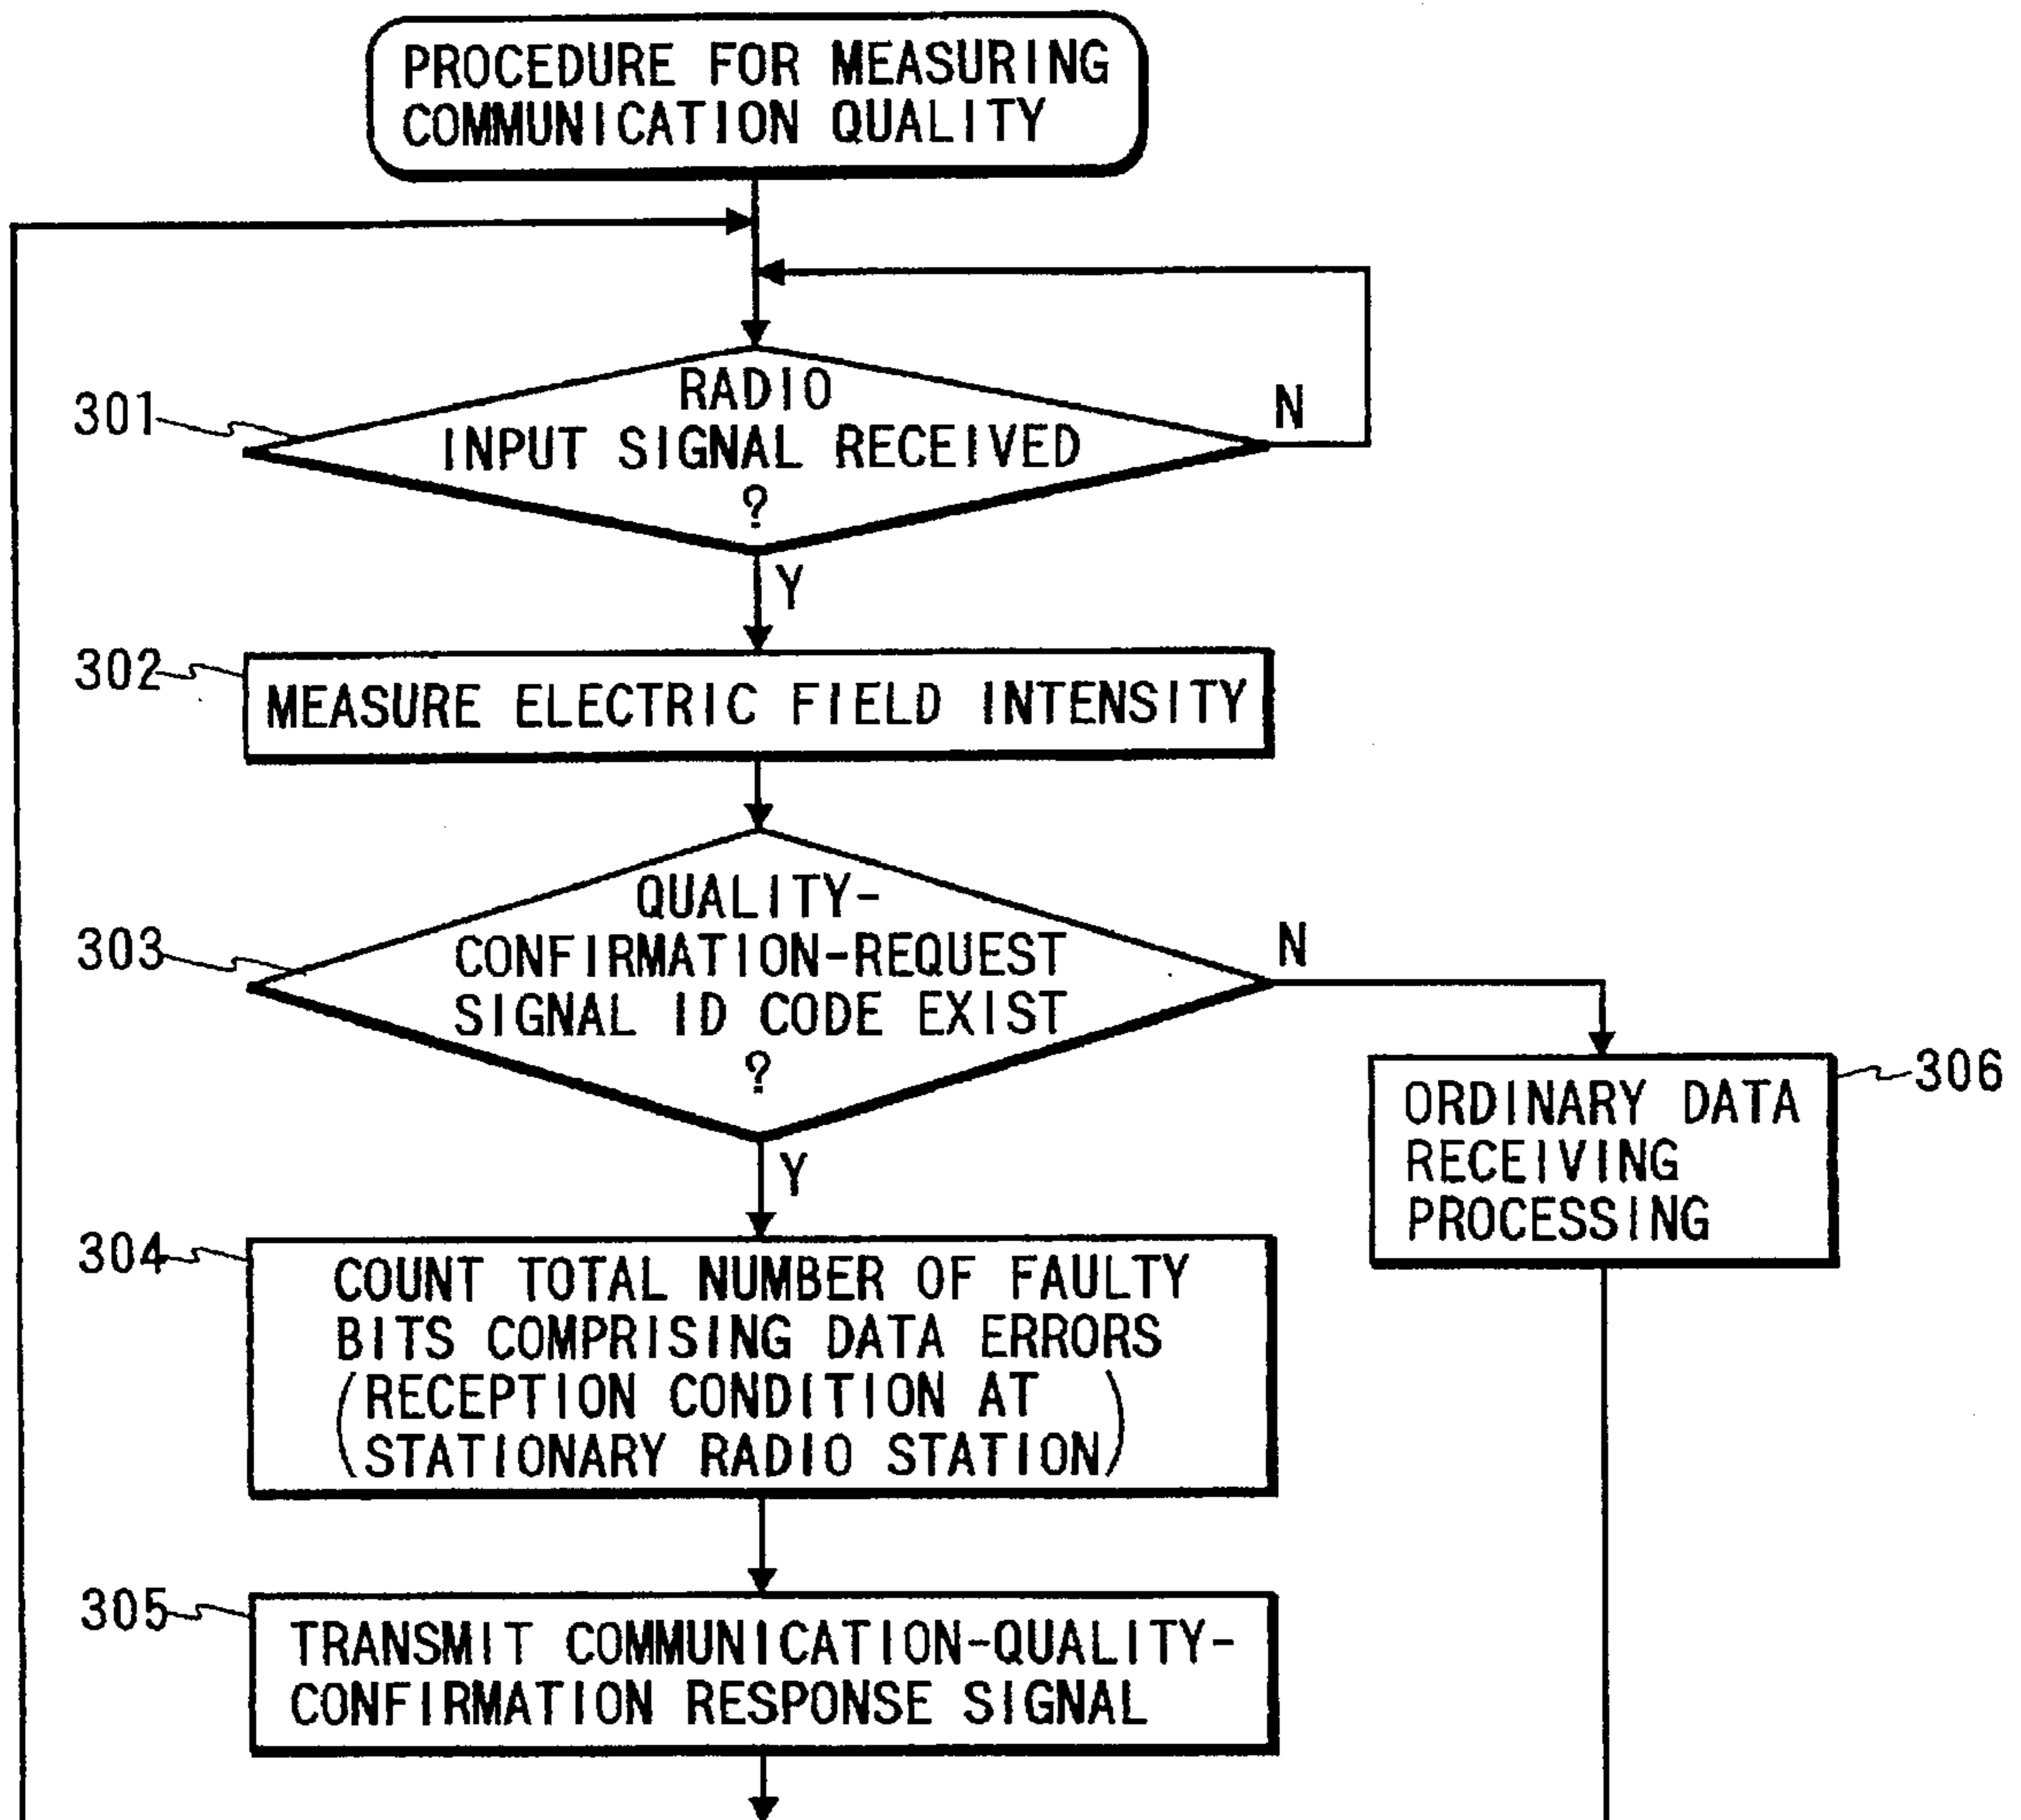 PROCEDURE FOR MEASURING
COMMUNICATION QUALITY
301
RADIO
INPUT SIGNAL RECEIVED
?
N
Y
302
MEASURE ELECTRIC FIELD INTENSITY
303
QUALITY-
CONFIRMATION-REQUEST
SIGNAL ID CODE EXIST
?
N
Y
306
ORDINARY DATA
RECEIVING
PROCESSING
304
COUNT TOTAL NUMBER OF FAULTY
BITS COMPRISING DATA ERRORS
(RECEPTION CONDITION AT
STATIONARY RADIO STATION)
305
TRANSMIT COMMUNICATION-QUALITY-
CONFIRMATION RESPONSE SIGNAL